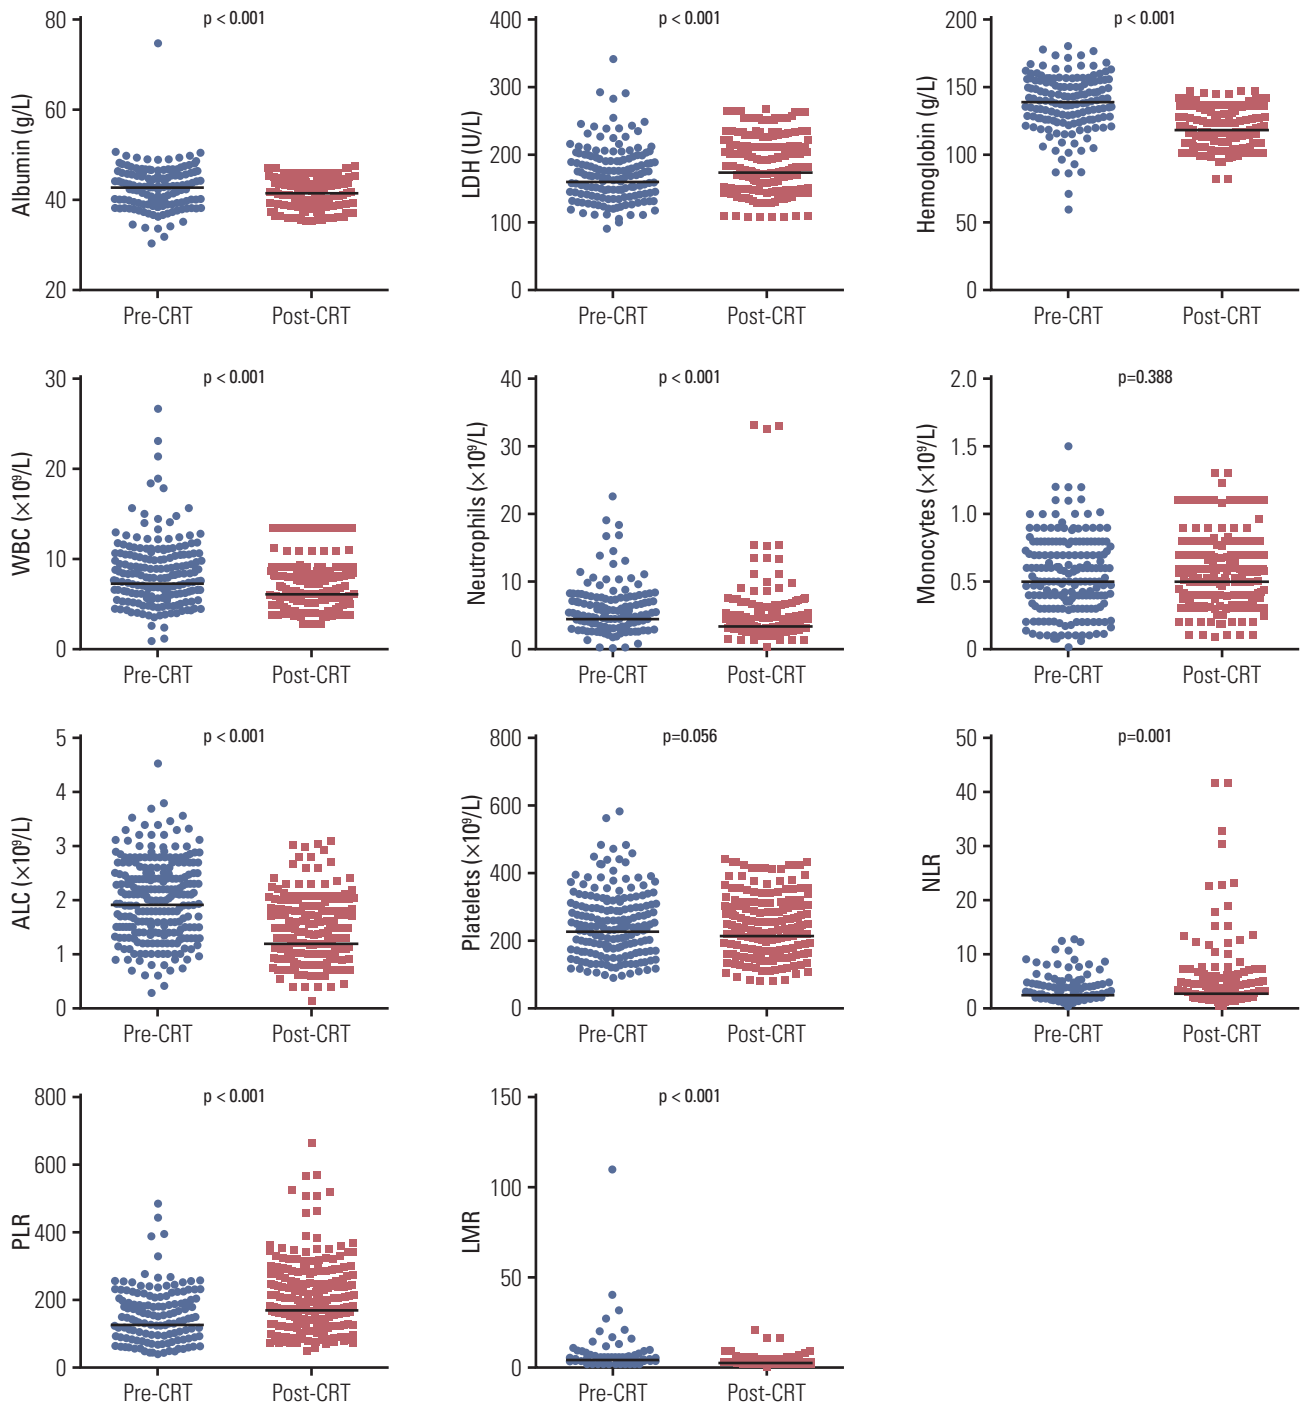 p < 0.001
Albumin (g/L)
80
60
40
20
Pre-CRT Post-CRT
p < 0.001
LDH (U/L)
400
300
200
100
0
Pre-CRT Post-CRT
p < 0.001
Hemoglobin (g/L)
200
150
100
50
0
Pre-CRT Post-CRT
p < 0.001
WBC (×10⁹/L)
30
20
10
0
Pre-CRT Post-CRT
p < 0.001
Neutrophils (×10⁹/L)
40
30
20
10
0
Pre-CRT Post-CRT
p=0.388
Monocytes (×10⁹/L)
2.0
1.5
1.0
0.5
0
Pre-CRT Post-CRT
p < 0.001
ALC (×10⁹/L)
5
4
3
2
1
0
Pre-CRT Post-CRT
p=0.056
Platelets (×10⁹/L)
800
600
400
200
0
Pre-CRT Post-CRT
p=0.001
NLR
50
40
30
20
10
0
Pre-CRT Post-CRT
p < 0.001
PLR
800
600
400
200
0
Pre-CRT Post-CRT
p < 0.001
LMR
150
100
50
0
Pre-CRT Post-CRT